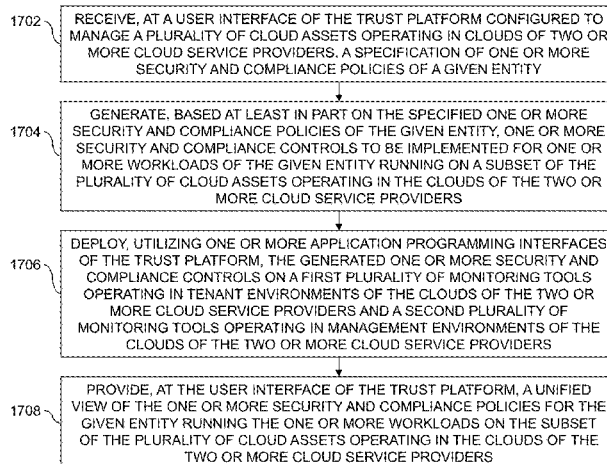 1702
RECEIVE, AT A USER INTERFACE OF THE TRUST PLATFORM CONFIGURED TO
MANAGE A PLURALITY OF CLOUD ASSETS OPERATING IN CLOUDS OF TWO
OR MORE CLOUD SERVICE PROVIDERS, A SPECIFICATION OF ONE OR MORE
SECURITY AND COMPLIANCE POLICIES OF A GIVEN ENTITY
1704
GENERATE, BASED AT LEAST IN PART ON THE SPECIFIED ONE OR MORE
SECURITY AND COMPLIANCE POLICIES OF THE GIVEN ENTITY, ONE OR MORE
SECURITY AND COMPLIANCE CONTROLS TO BE IMPLEMENTED FOR ONE OR
MORE WORKLOADS OF THE GIVEN ENTITY RUNNING ON A SUBSET OF THE
PLURALITY OF CLOUD ASSETS OPERATING IN THE CLOUDS OF THE TWO OR
MORE CLOUD SERVICE PROVIDERS
1706
DEPLOY, UTILIZING ONE OR MORE APPLICATION PROGRAMMING INTERFACES
OF THE TRUST PLATFORM, THE GENERATED ONE OR MORE SECURITY AND
COMPLIANCE CONTROLS ON A FIRST PLURALITY OF MONITORING TOOLS
OPERATING IN TENANT ENVIRONMENTS OF THE CLOUDS OF THE TWO OR
MORE CLOUD SERVICE PROVIDERS AND A SECOND PLURALITY OF
MONITORING TOOLS OPERATING IN MANAGEMENT ENVIRONMENTS OF THE
CLOUDS OF THE TWO OR MORE CLOUD SERVICE PROVIDERS
1708
PROVIDE, AT THE USER INTERFACE OF THE TRUST PLATFORM, A UNIFIED
VIEW OF THE ONE OR MORE SECURITY AND COMPLIANCE POLICIES FOR THE
GIVEN ENTITY RUNNING THE ONE OR MORE WORKLOADS ON THE SUBSET
OF THE PLURALITY OF CLOUD ASSETS OPERATING IN THE CLOUDS OF THE
TWO OR MORE CLOUD SERVICE PROVIDERS